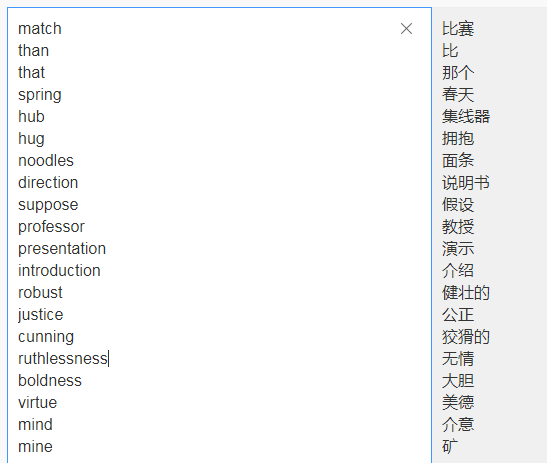 match 比赛
than 比
that 那个
spring 春天
hub 集线器
hug 拥抱
noodles 面条
direction 说明书
suppose 假设
professor 教授
presentation 演示
introduction 介绍
robust 健壮的
justice 公正
cunning 狡猾的
ruthlessness 无情
boldness 大胆
virtue 美德
mind 介意
mine 矿